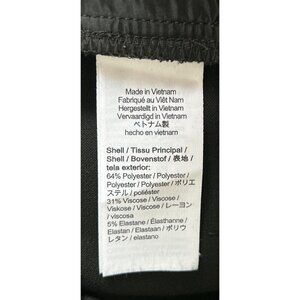 Made in Vietnam
Fabriqué au Viêt Nam
Hergestellt in Vietnam
Vervaardigd in Vietnam
ベトナム製
hecho en vietnam
Shell / Tissu Principal /
Shell / Bovenstof / 表地 /
tela exterior:
64% Polyester / Polyester /
Polyester / Polyester / ポリエ
ステル / poliéster
31% Viscose / Viscose /
Viskose / Viscose / レーヨン
/ viscosa
5% Elastane / Élasthanne /
Elastan / Elastaan / ポリウ
レタン / elastano